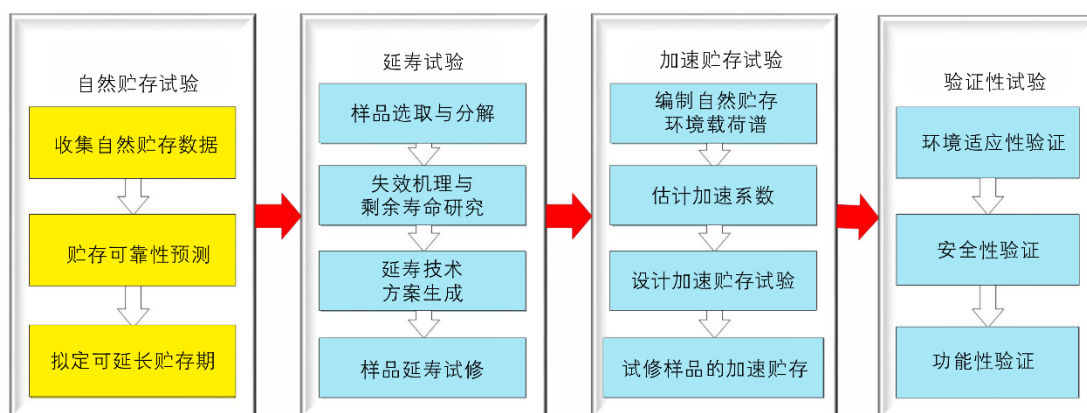 自然贮存试验
收集自然贮存数据
贮存可靠性预测
拟定可延长贮存期
延寿试验
样品选取与分解
失效机理与
剩余寿命研究
延寿技术
方案生成
样品延寿试修
加速贮存试验
编制自然贮存
环境载荷谱
估计加速系数
设计加速贮存试验
试修样品的加速贮存
验证性试验
环境适应性验证
安全性验证
功能性验证